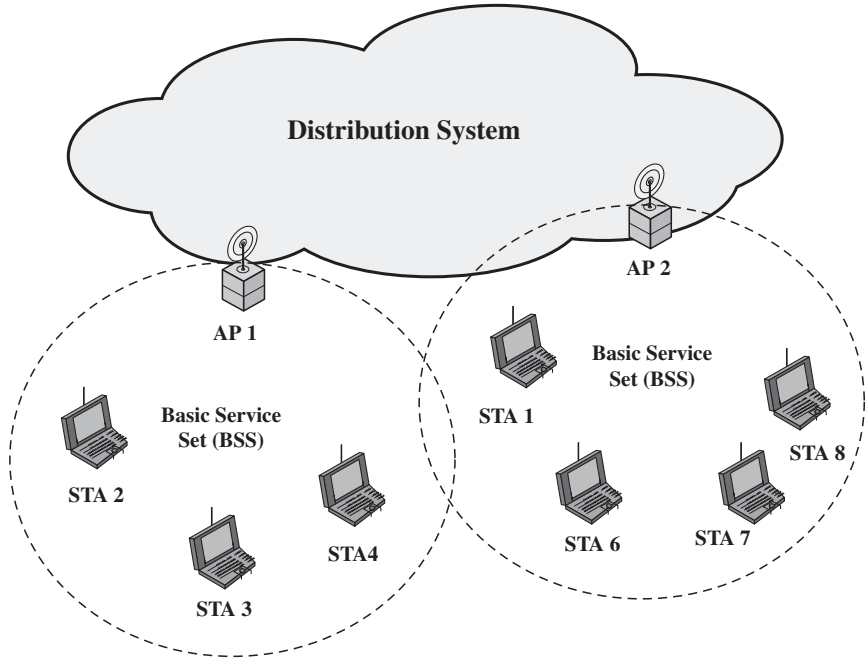 Distribution System
AP 2
AP 1
Basic Service
Set (BSS)
STA 1
STA 8
Basic Service
Set (BSS)
STA 2
STA4
STA 6
STA 7
STA 3